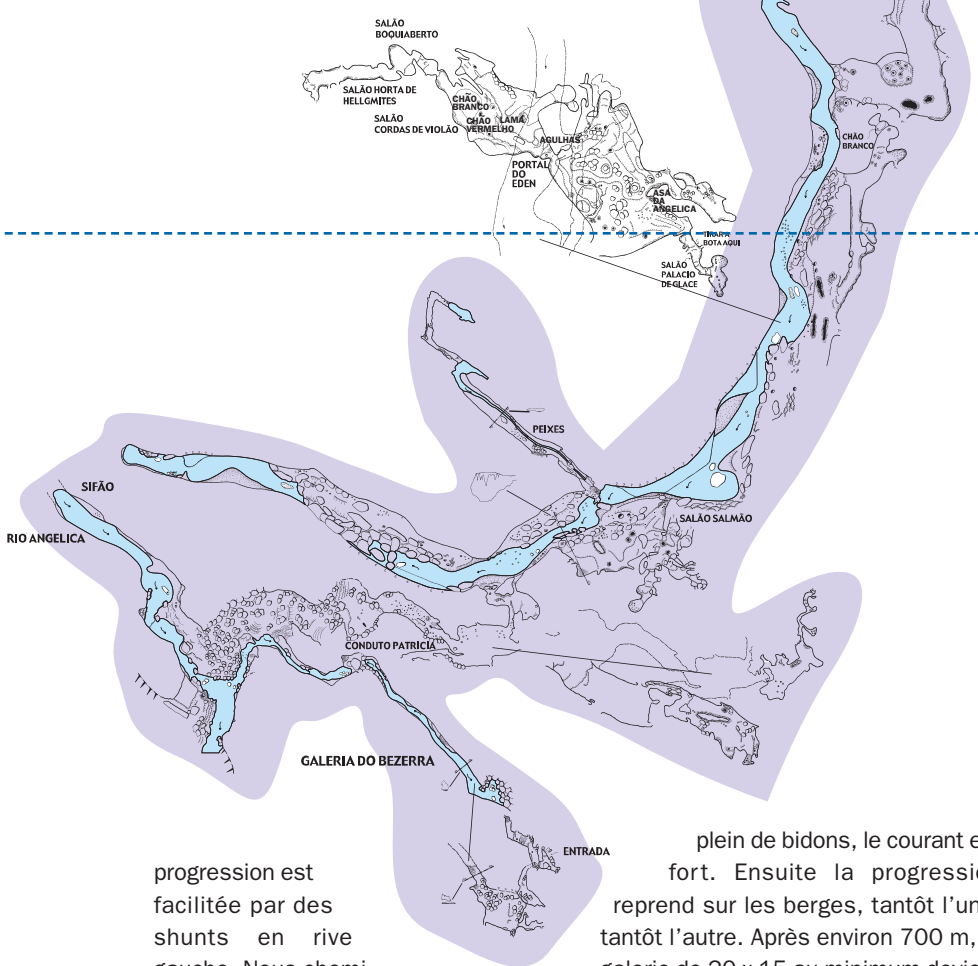 SALÃO
BOQUIABERTO
SALÃO HORTA DE
HELLGMITES
SALÃO
CORDAS DE VIOLÃO
CHÃO
BRANCO
&
CHÃO
VERMELHO
LAMA
AGULHAS
PORTAL
DO
EDEN
ASA
DA
ANGELICA
BOTA AQUI
SALÃO
PALACIO
DE GLACE
CHÃO
BRANCO
PEIXES
SIFÃO
RIO ANGELICA
SALÃO SALMÃO
CONDUTO PATRÍCIA
GALERIA DO BEZERRA
ENTRADA
progression est
facilitée par des
shunts en rive
plein de bidons, le courant e
fort. Ensuite la progressio
reprend sur les berges, tantôt l'un
tantôt l'autre. Après environ 700 m,